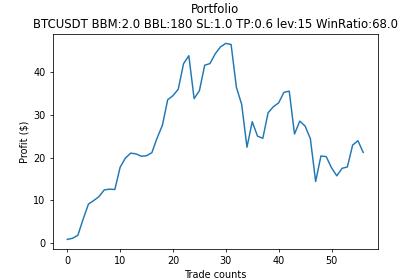 Portfolio
BTCUSDT BBM:2.0 BBL:180 SL:1.0 TP:0.6 lev:15 WinRatio:68.0
40
30
20
10
0
Profit ($)
0 10 20 30 40 50
Trade counts